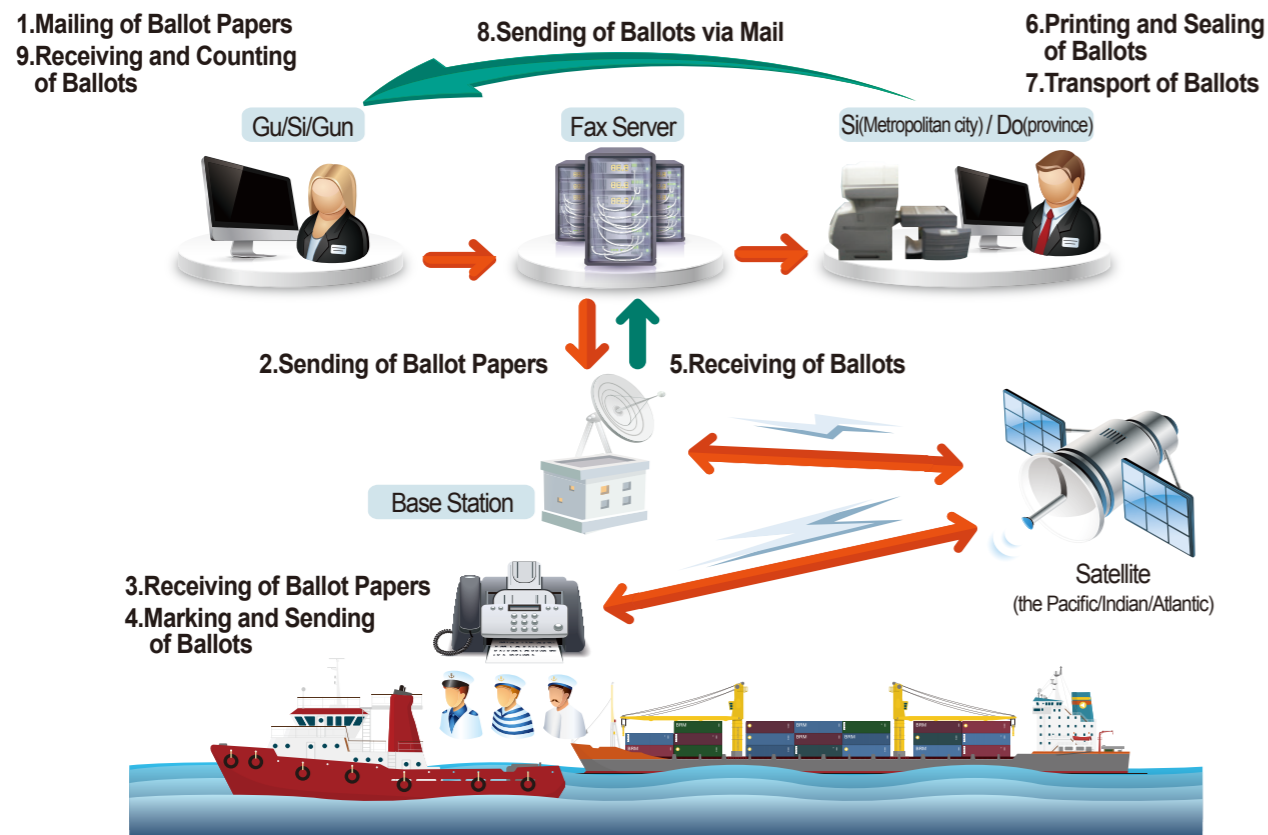 1.Mailing of Ballot Papers
9.Receiving and Counting
of Ballots
8.Sending of Ballots via Mail
6.Printing and Sealing
of Ballots
7.Transport of Ballots
Gu/Si/Gun
Fax Server
Si(Metropolitan city) / Do(province)
2.Sending of Ballot Papers
5.Receiving of Ballots
Base Station
Satellite
(the Pacific/Indian/Atlantic)
3.Receiving of Ballot Papers
4.Marking and Sending
of Ballots